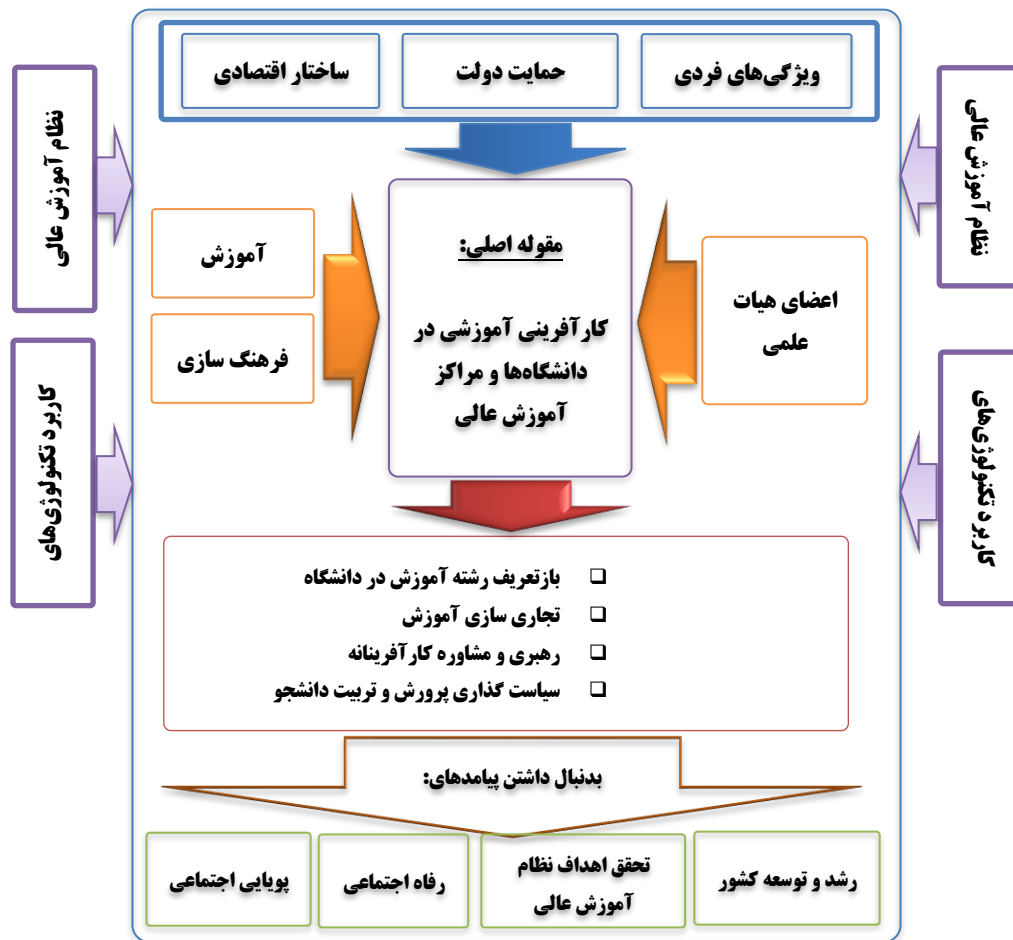 ویژگی‌های فردی
حمایت دولت
ساختار اقتصادی
نظام آموزش عالی
نظام آموزش عالی
مقوله اصلی:
کارآفرینی آموزشی در
دانشگاه‌ها و مراکز
آموزش عالی
اعضای هیات
علمی
آموزش
فرهنگ سازی
کاربرد تکنولوژی‌های
کاربرد تکنولوژی‌های
بازتعریف رشته آموزش در دانشگاه
تجاری سازی آموزش
رهبری و مشاوره کارآفرینانه
سیاست گذاری پرورش و تربیت دانشجو
بدنبال داشتن پیامدهای:
رشد و توسعه کشور
تحقق اهداف نظام
آموزش عالی
رفاه اجتماعی
پویایی اجتماعی